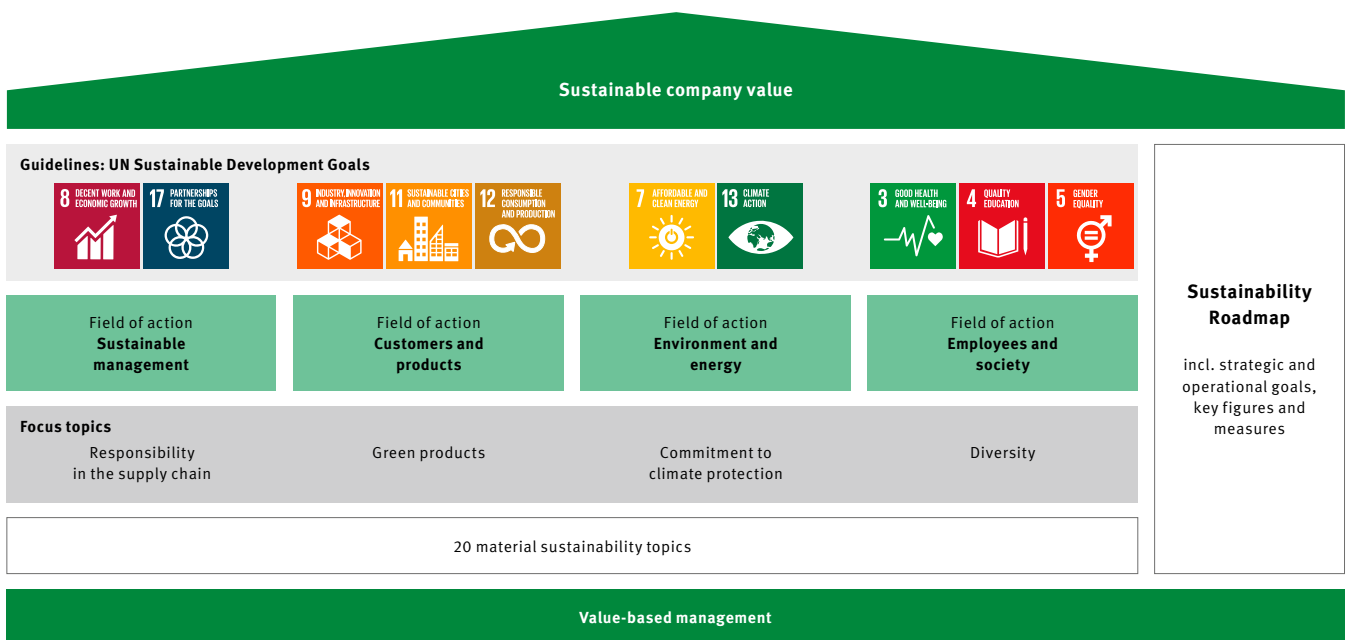 Sustainable company value
Guidelines: UN Sustainable Development Goals
8 DECENT WORK AND
ECONOMIC GROWTH
17 PARTNERSHIPS
FOR THE GOALS
9 INDUSTRY, INNOVATION
AND INFRASTRUCTURE
11 SUSTAINABLE CITIES
AND COMMUNITIES
12 RESPONSIBLE
CONSUMPTION
AND PRODUCTION
7 AFFORDABLE AND
CLEAN ENERGY
13 CLIMATE
ACTION
3 GOOD HEALTH
AND WELL-BEING
4 QUALITY
EDUCATION
5 GENDER
EQUALITY
Field of action
Sustainable
management
Field of action
Customers and
products
Field of action
Environment and
energy
Field of action
Employees and
society
Focus topics
Responsibility
in the supply chain
Green products
Commitment to
climate protection
Diversity
20 material sustainability topics
Sustainability
Roadmap
incl. strategic and
operational goals,
key figures and
measures
Value-based management